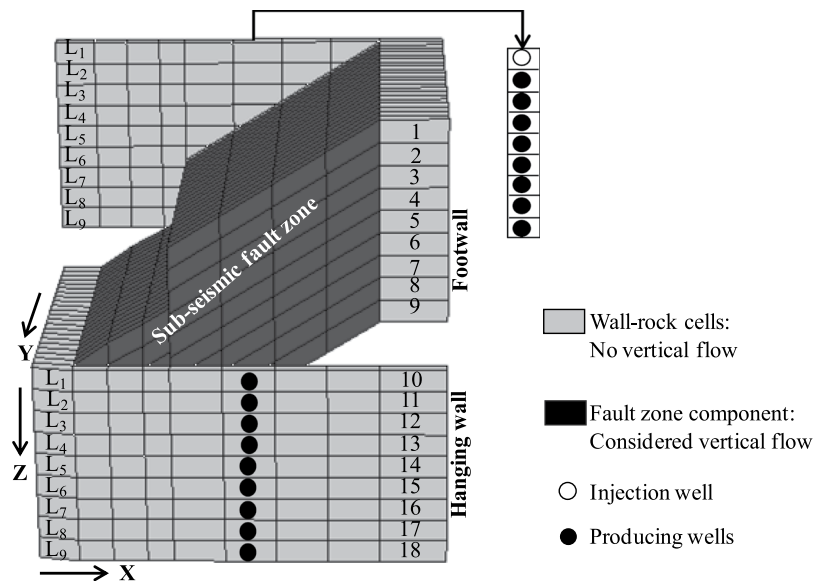 L1
L2
L3
L4
L5
L6
L7
L8
L9
1
2
3
4
5
6
7
8
9
Footwall
Sub-seismic fault zone
Y
Z
X
L1
L2
L3
L4
L5
L6
L7
L8
L9
10
11
12
13
14
15
16
17
18
Hanging wall
Wall-rock cells:
No vertical flow
Fault zone component:
Considered vertical flow
Injection well
Producing wells